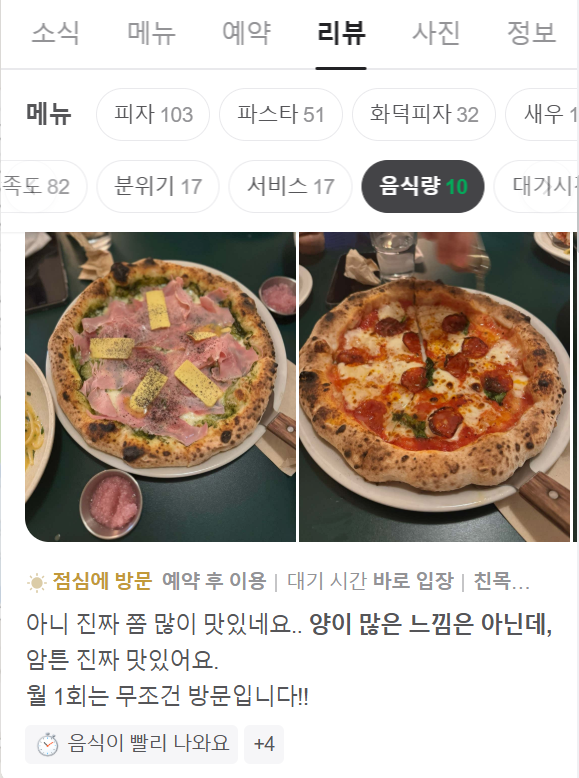 소식 메뉴 예약 리뷰 사진 정보
메뉴 피자 103 파스타 51 화덕피자 32 새우 1
족도 82 분위기 17 서비스 17 음식량 10 대기시
점심에 방문 예약 후 이용 | 대기 시간 바로 입장 | 친목...
아니 진짜 쫌 많이 맛있네요.. 양이 많은 느낌은 아닌데,
암튼 진짜 맛있어요.
월 1회는 무조건 방문입니다!!
음식이 빨리 나와요 +4